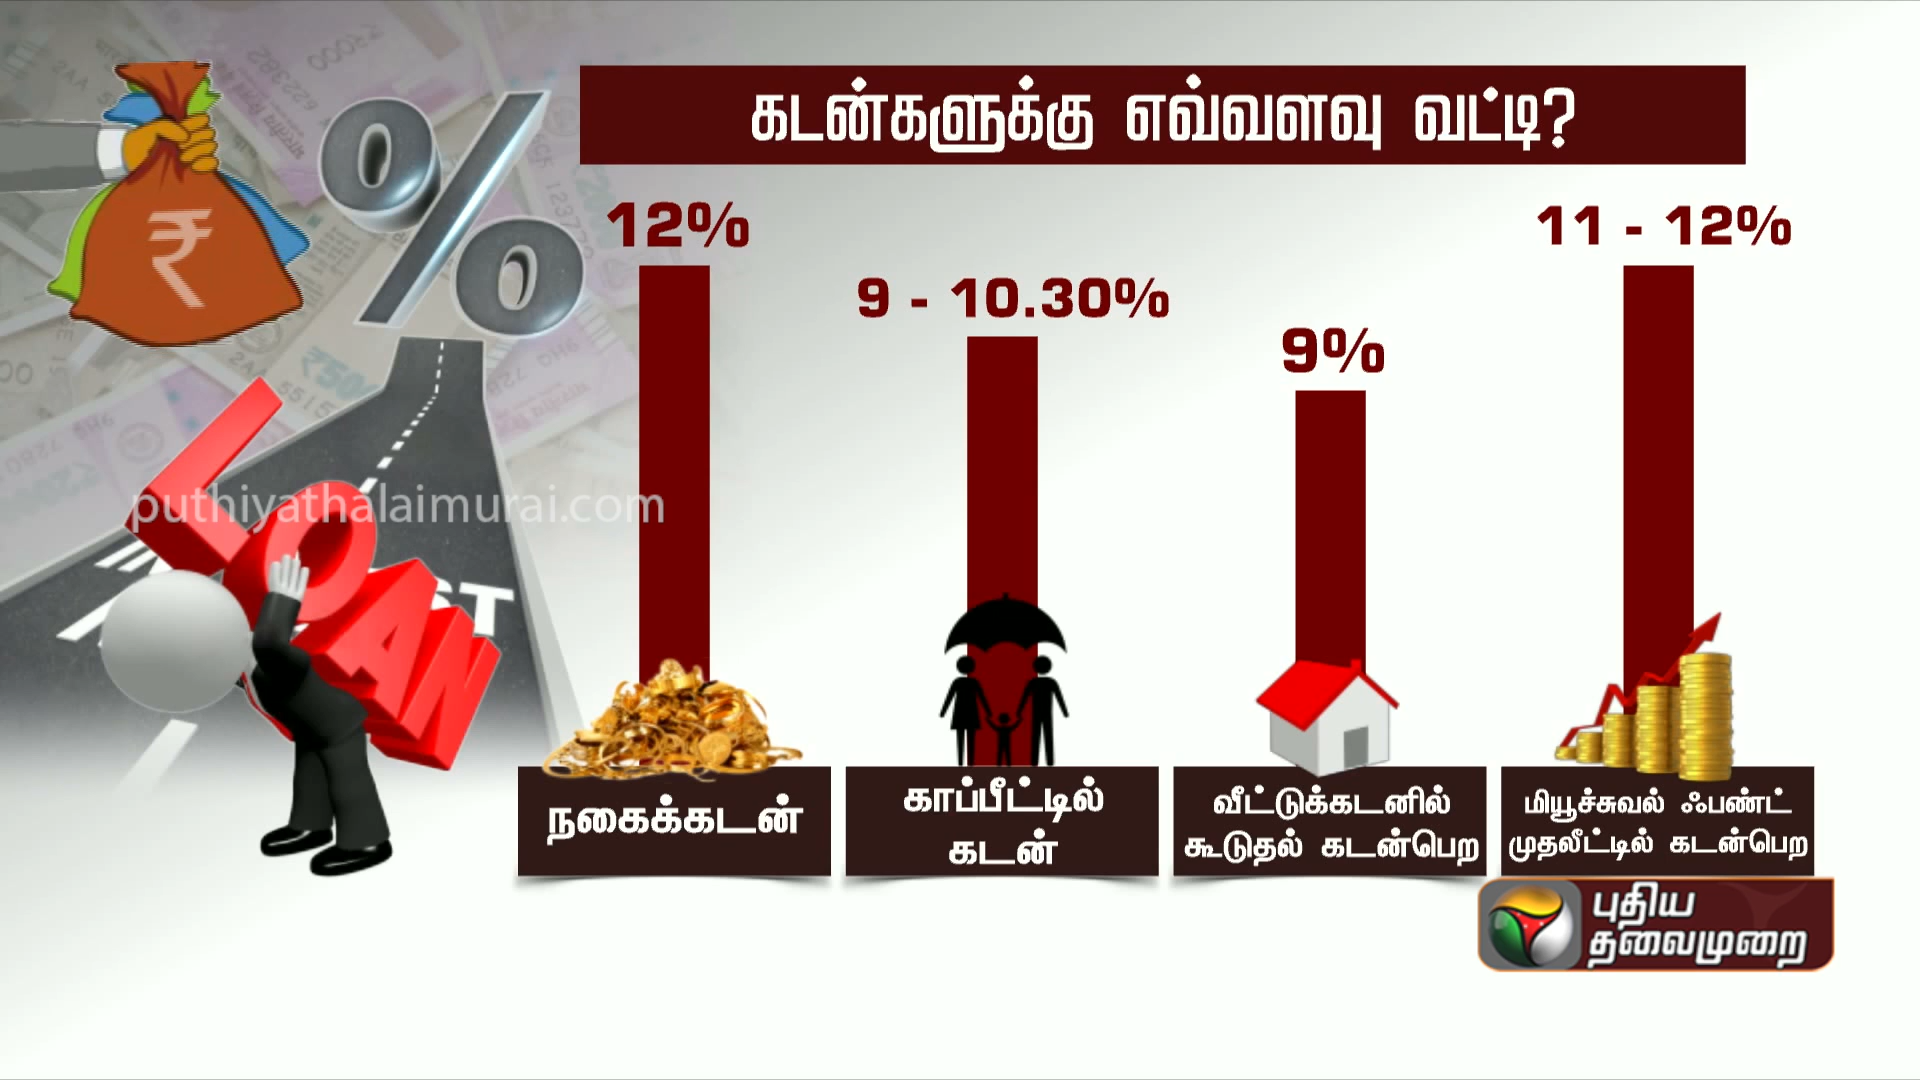 கடன்களுக்கு எவ்வளவு வட்டி?
12%
9 - 10.30%
9%
11 - 12%
puthiyathalaimurai.com
LOAN
நகைக்கடன்
காப்பீட்டில்
கடன்
வீட்டுக்கடனில்
கூடுதல் கடன்பெற
மியூச்சுவல் ஃபண்ட்
முதலீட்டில் கடன்பெற
புதிய
தலைமுறை